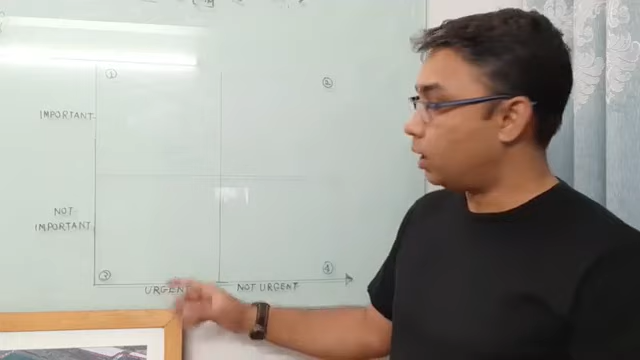 ①
②
IMPORTANT
NOT
IMPORTANT
③
④
URGENT
NOT URGENT